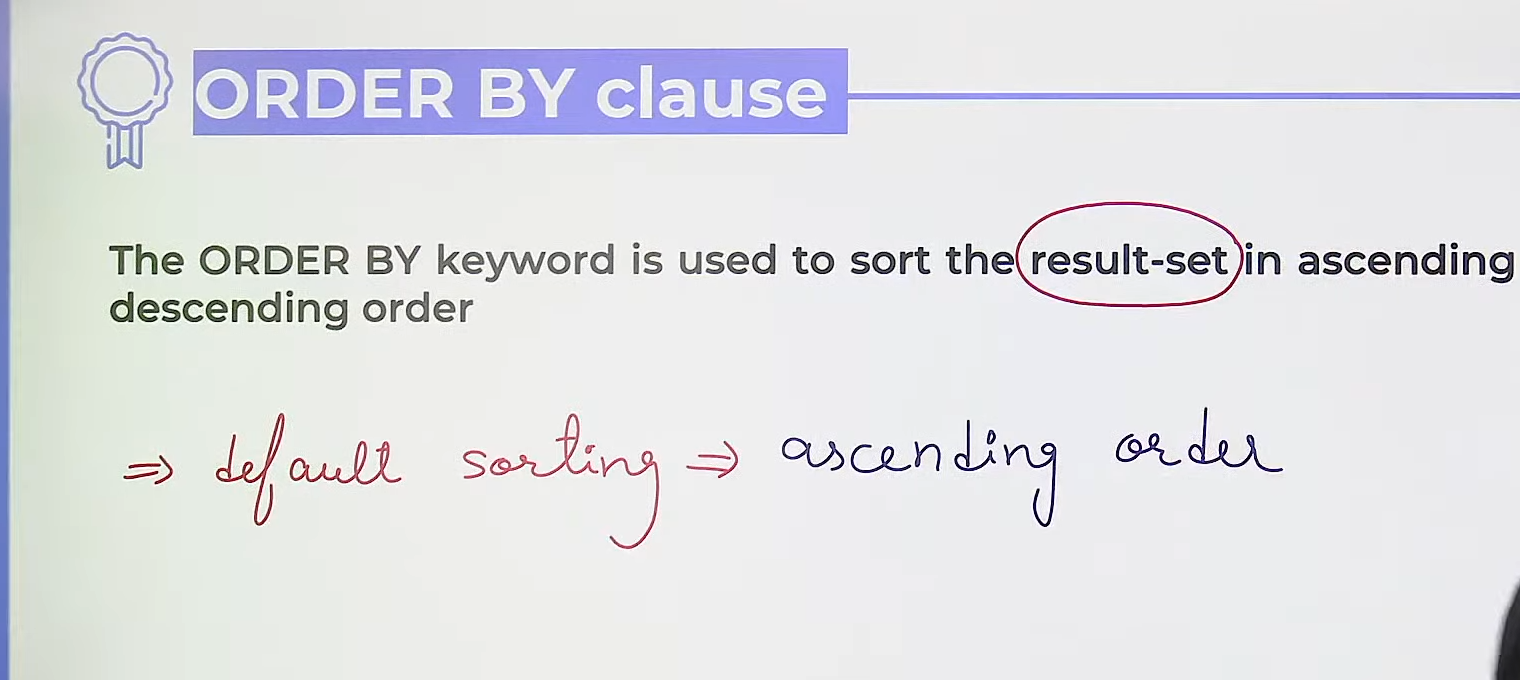 ORDER BY clause
The ORDER BY keyword is used to sort the result-set in ascending
descending order
⇒ default sorting ⇒ ascending order